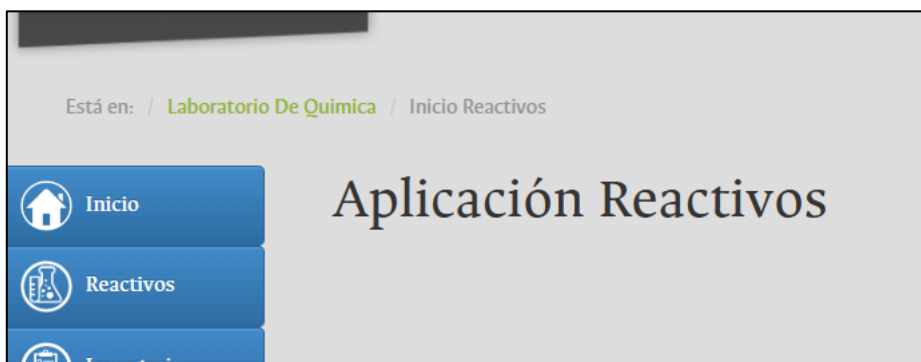 Está en: / Laboratorio De Quimica / Inicio Reactivos
Aplicación Reactivos
Inicio
Reactivos